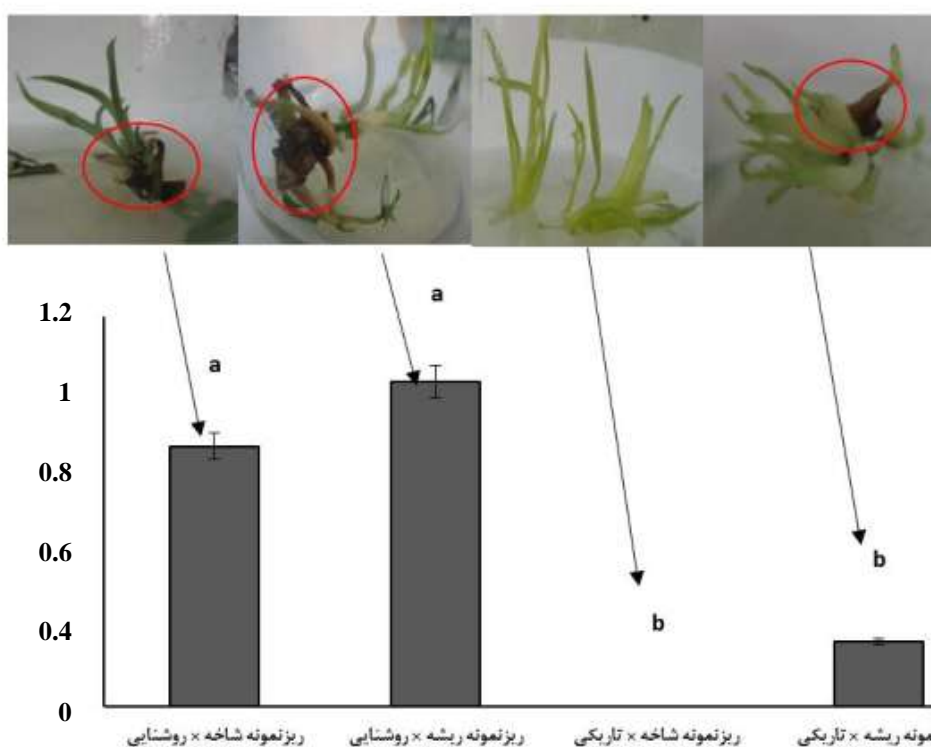 a
a
1.2
1
0.8
0.6
0.4
0
b
b
ریزنمونه شاخه × روشنایی
ریزنمونه ریشه × روشنایی
ریزنمونه شاخه × تاریکی
نمونه ریشه × تاریکی